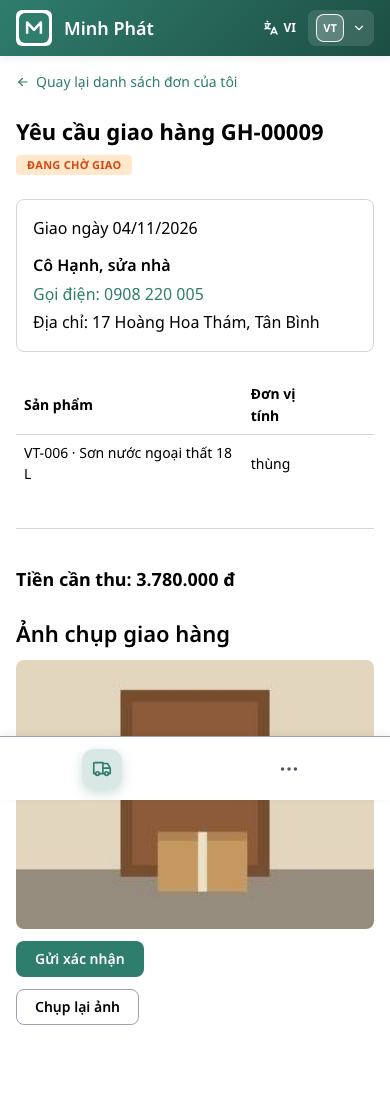 Minh Phát
VI
VT
Quay lại danh sách đơn của tôi
Yêu cầu giao hàng GH-00009
ĐANG CHỜ GIAO
Giao ngày 04/11/2026
Cô Hạnh, sửa nhà
Gọi điện: 0908 220 005
Địa chỉ: 17 Hoàng Hoa Thám, Tân Bình
Sản phẩm
Đơn vị
tính
VT-006 · Sơn nước ngoại thất 18
L
thùng
Tiền cần thu: 3.780.000 đ
Ảnh chụp giao hàng
Gửi xác nhận
Chụp lại ảnh